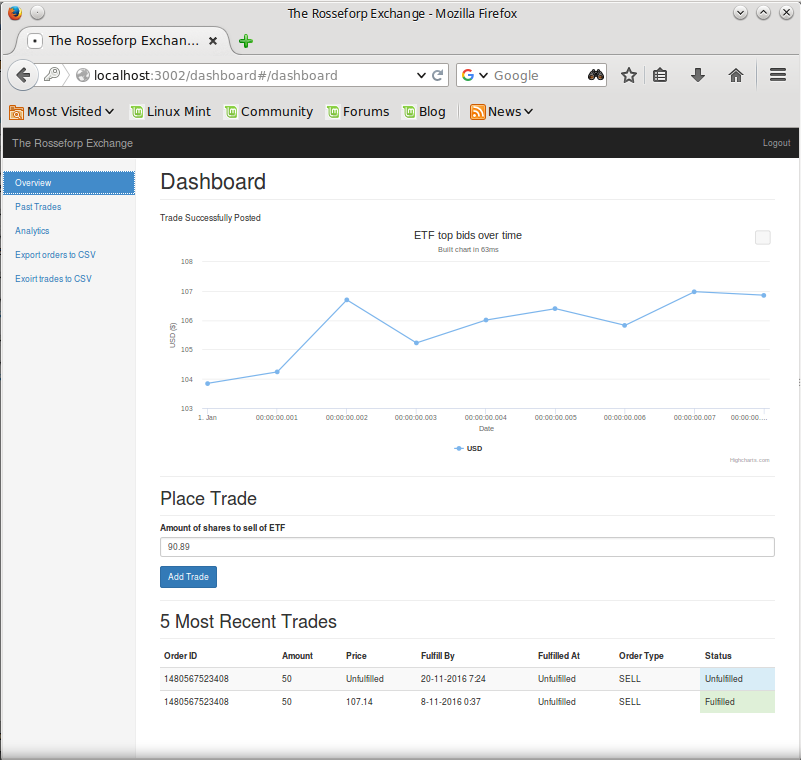 The Rosseforp Exchange - Mozilla Firefox
The Rosseforp Exchan...
localhost:3002/dashboard#/dashboard
Google
Most Visited Linux Mint Community Forums Blog News
The Rosseforp Exchange Logout
Overview
Past Trades
Analytics
Export orders to CSV
Exoirt trades to CSV
Dashboard
Trade Successfully Posted
ETF top bids over time
Built chart in 63ms
108
107
106
105
104
103
USD ($)
1. Jan 00:00:00.001 00:00:00.002 00:00:00.003 00:00:00.004 00:00:00.005 00:00:00.006 00:00:00.007 00:00:00....
Date
USD
Highcharts.com
Place Trade
Amount of shares to sell of ETF
90.89
Add Trade
5 Most Recent Trades
Order ID Amount Price Fulfill By Fulfilled At Order Type Status
1480567523408 50 Unfulfilled 20-11-2016 7:24 Unfulfilled SELL Unfulfilled
1480567523408 50 107.14 8-11-2016 0:37 Unfulfilled SELL Fulfilled